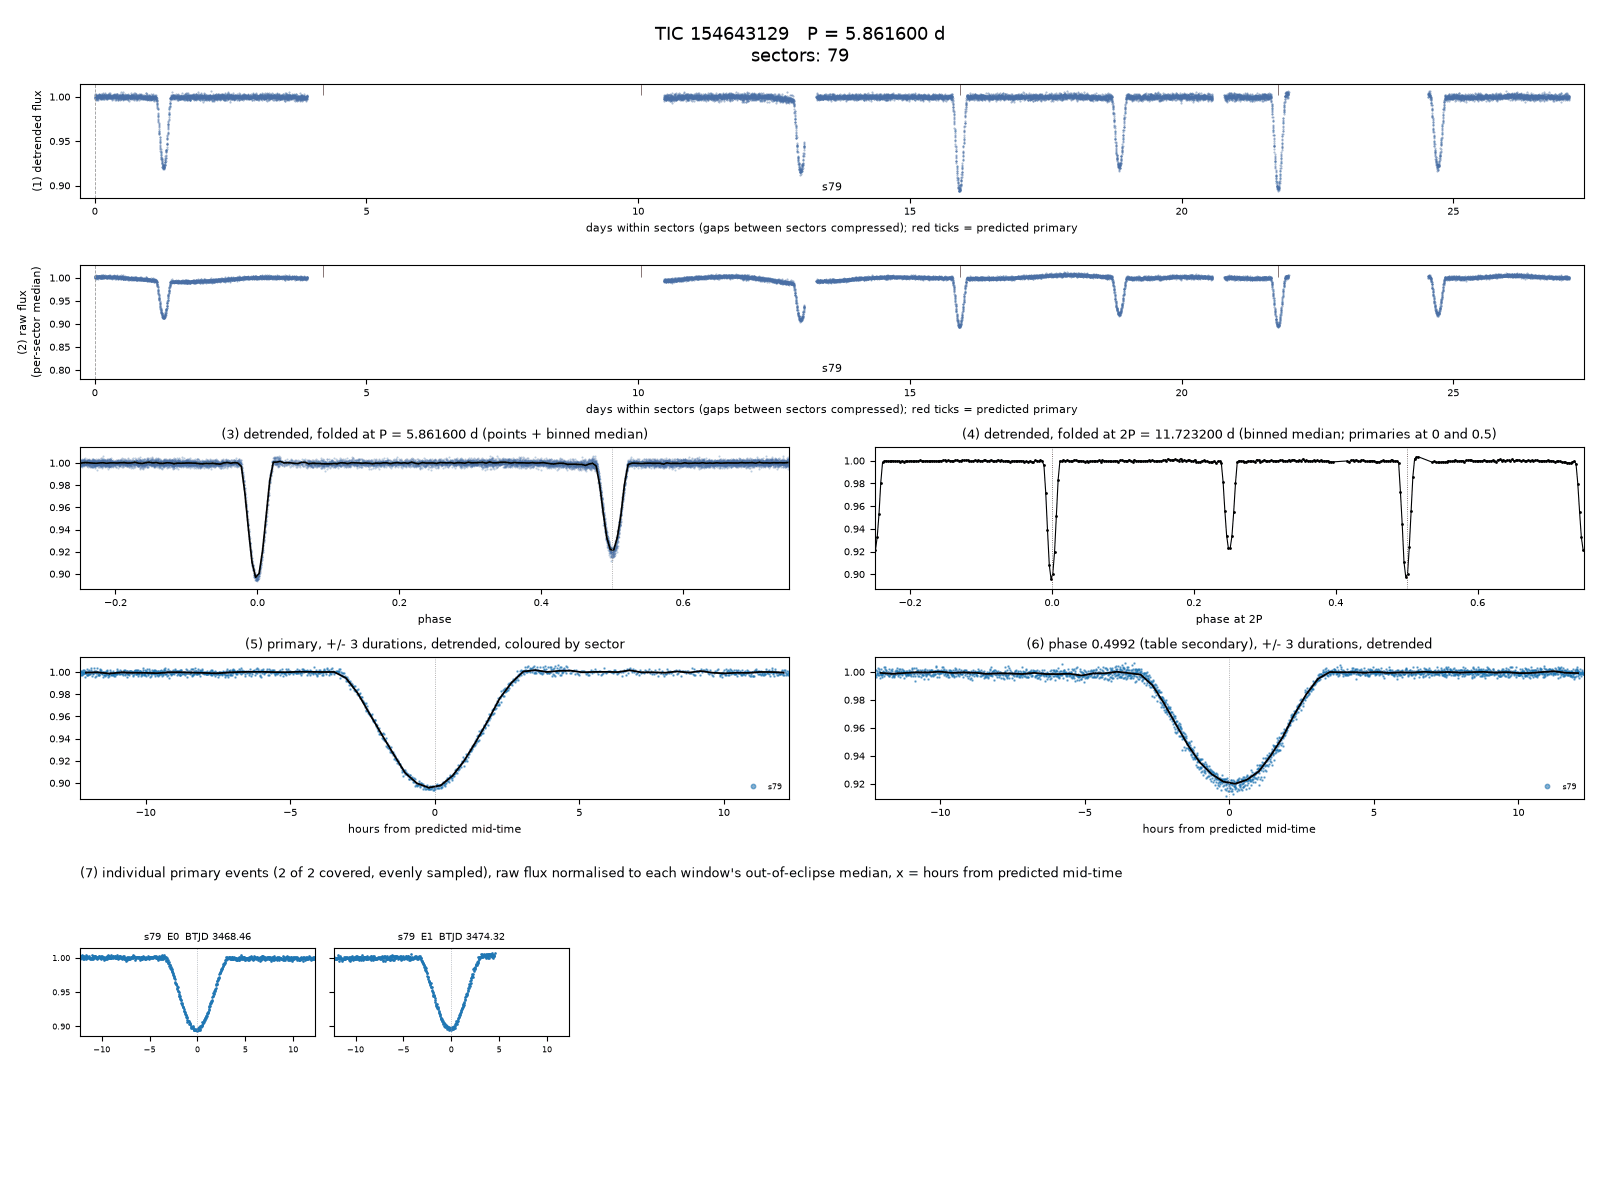 TIC 154643129   P = 5.861600 d
sectors: 79
(1) detrended flux
1.00
0.95
0.90
s79
0 5 10 15 20 25
days within sectors (gaps between sectors compressed); red ticks = predicted primary
(2) raw flux
(per-sector median)
1.00
0.95
0.90
0.85
0.80
s79
0 5 10 15 20 25
days within sectors (gaps between sectors compressed); red ticks = predicted primary
(3) detrended, folded at P = 5.861600 d (points + binned median)
1.00
0.98
0.96
0.94
0.92
0.90
−0.2 0.0 0.2 0.4 0.6
phase
(4) detrended, folded at 2P = 11.723200 d (binned median; primaries at 0 and 0.5)
1.00
0.98
0.96
0.94
0.92
0.90
−0.2 0.0 0.2 0.4 0.6
phase at 2P
(5) primary, +/- 3 durations, detrended, coloured by sector
1.00
0.98
0.96
0.94
0.92
0.90
s79
−10 −5 0 5 10
hours from predicted mid-time
(6) phase 0.4992 (table secondary), +/- 3 durations, detrended
1.00
0.98
0.96
0.94
0.92
s79
−10 −5 0 5 10
hours from predicted mid-time
(7) individual primary events (2 of 2 covered, evenly sampled), raw flux normalised to each window's out-of-eclipse median, x = hours from predicted mid-time
s79  E0  BTJD 3468.46
1.00
0.95
0.90
−10 −5 0 5 10
s79  E1  BTJD 3474.32
−10 −5 0 5 10